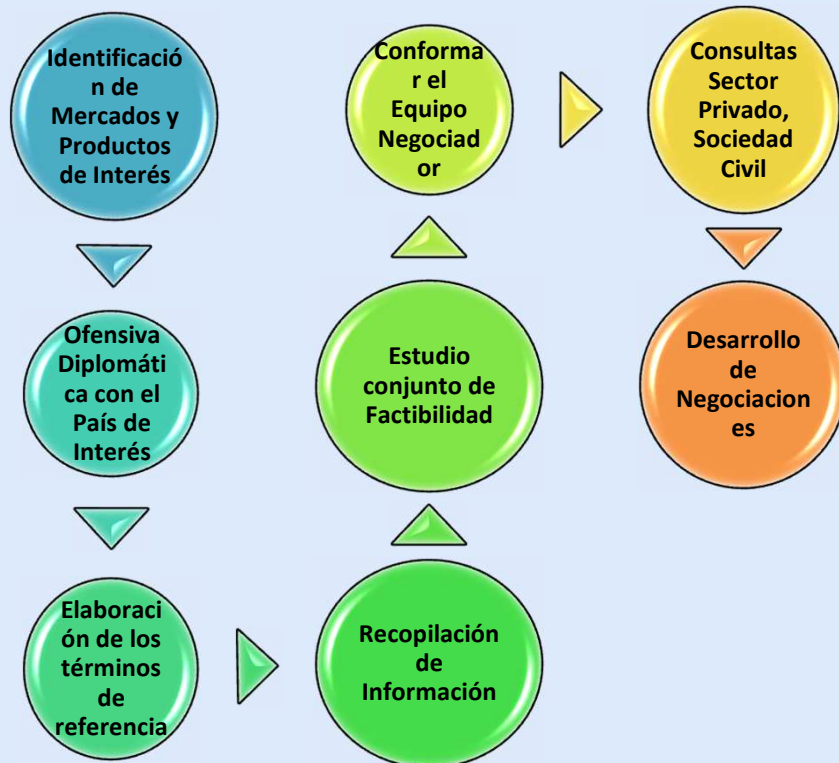 Identificació
n de
Mercados y
Productos
de Interés
Ofensiva
Diplomáti
ca con el
País de
Interés
Elaboraci
ón de los
términos
de
referencia
Recopilación
de
Información
Estudio
conjunto de
Factibilidad
Conforma
r el
Equipo
Negociad
or
Consultas
Sector
Privado,
Sociedad
Civil
Desarrollo
de
Negociacion
es